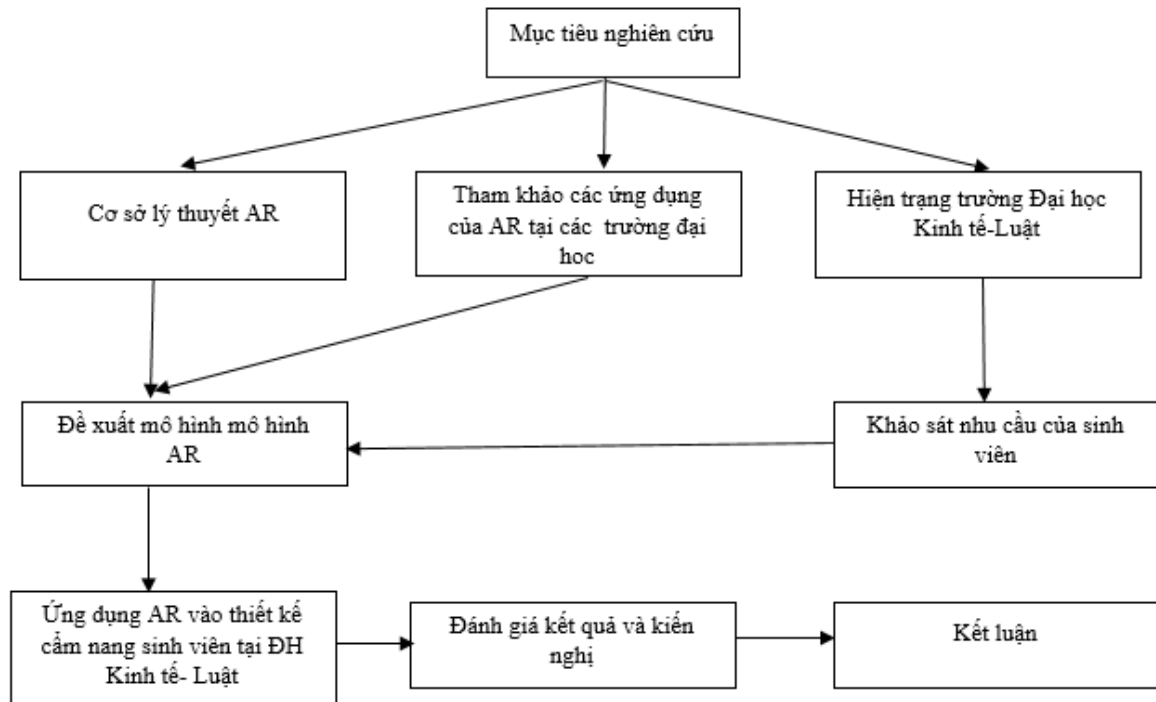 Mục tiêu nghiên cứu
Cơ sở lý thuyết AR
Tham khảo các ứng dụng
của AR tại các trường đại
học
Hiện trạng trường Đại học
Kinh tế-Luật
Đề xuất mô hình mô hình
AR
Khảo sát nhu cầu của sinh
viên
Ứng dụng AR vào thiết kế
cẩm nang sinh viên tại ĐH
Kinh tế- Luật
Đánh giá kết quả và kiến
nghị
Kết luận